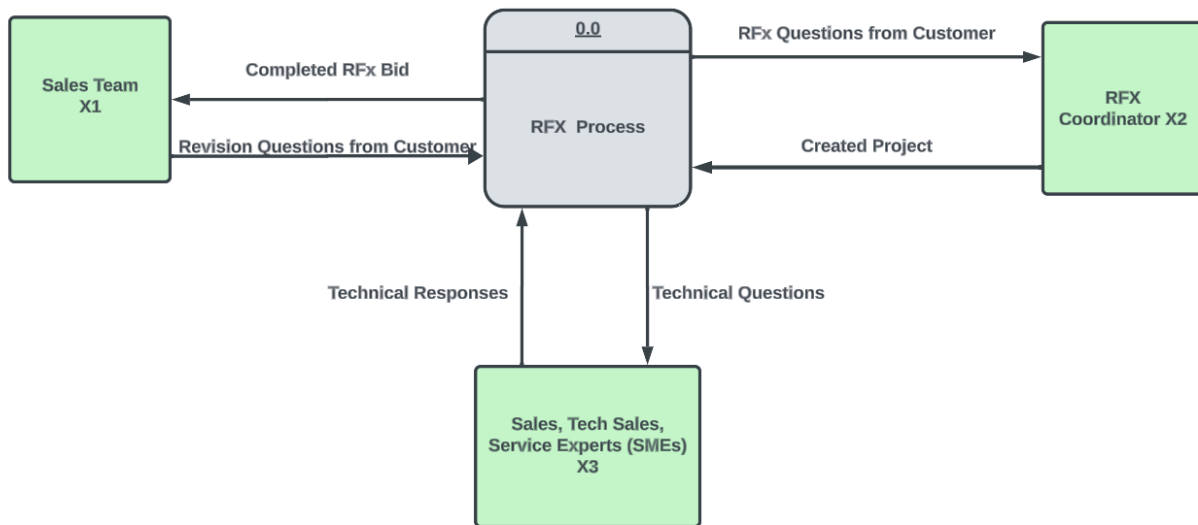 0.0
RFX Process
Sales Team
X1
Completed RFx Bid
Revision Questions from Customer
RFx Questions from Customer
Created Project
RFX
Coordinator X2
Technical Responses
Technical Questions
Sales, Tech Sales,
Service Experts (SMEs)
X3